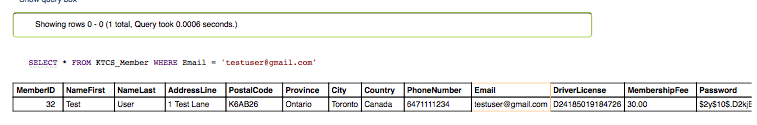 Show query box
Showing rows 0 - 0 (1 total, Query took 0.0006 seconds.)
SELECT * FROM KTCS_Member WHERE Email = 'testuser@gmail.com'
MemberID NameFirst NameLast AddressLine PostalCode Province City Country PhoneNumber Email DriverLicense MembershipFee Password
32 Test User 1 Test Lane K6AB26 Ontario Toronto Canada 6471111234 testuser@gmail.com D24185019184726 30.00 $2y$10$.D2kjE